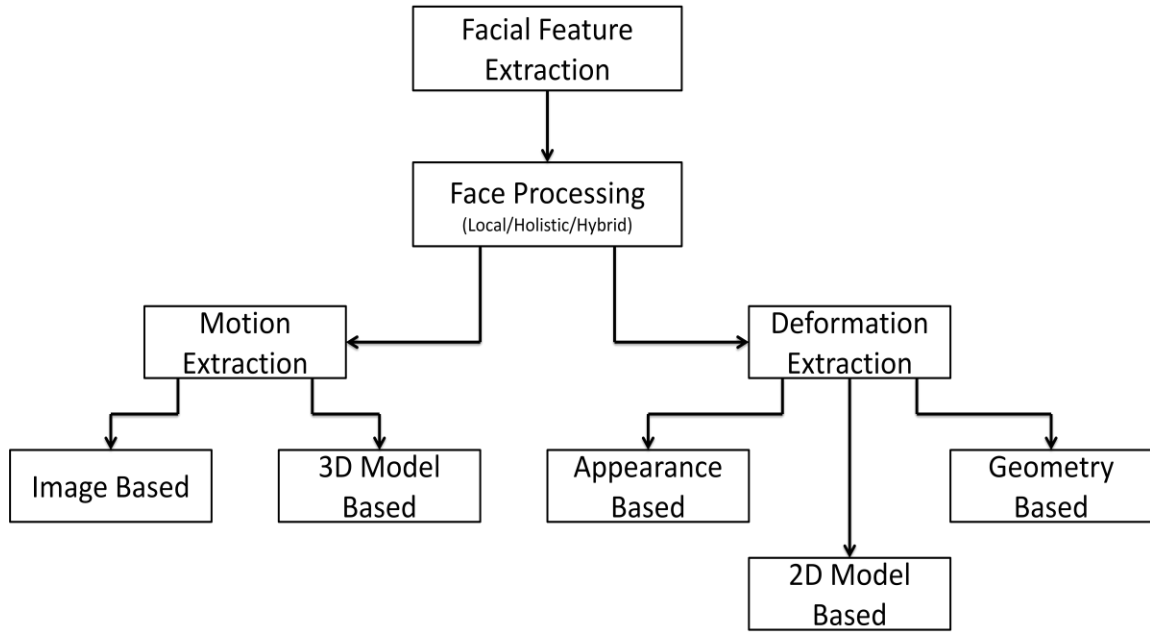 Facial Feature
Extraction
Face Processing
(Local/Holistic/Hybrid)
Motion
Extraction
Deformation
Extraction
Image Based
3D Model
Based
Appearance
Based
Geometry
Based
2D Model
Based